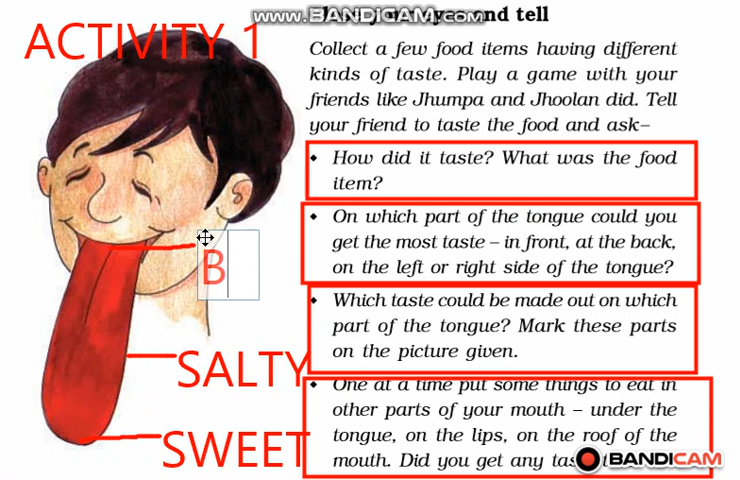 www.BANDICAM.com
and tell
ACTIVITY 1
Collect a few food items having different
kinds of taste. Play a game with your
friends like Jhumpa and Jhoolan did. Tell
your friend to taste the food and ask–
• How did it taste? What was the food
item?
• On which part of the tongue could you
get the most taste – in front, at the back,
on the left or right side of the tongue?
B
• Which taste could be made out on which
part of the tongue? Mark these parts
on the picture given.
SALTY
• One at a time put some things to eat in
other parts of your mouth – under the
tongue, on the lips, on the roof of the
SWEET
mouth. Did you get any
BANDICAM